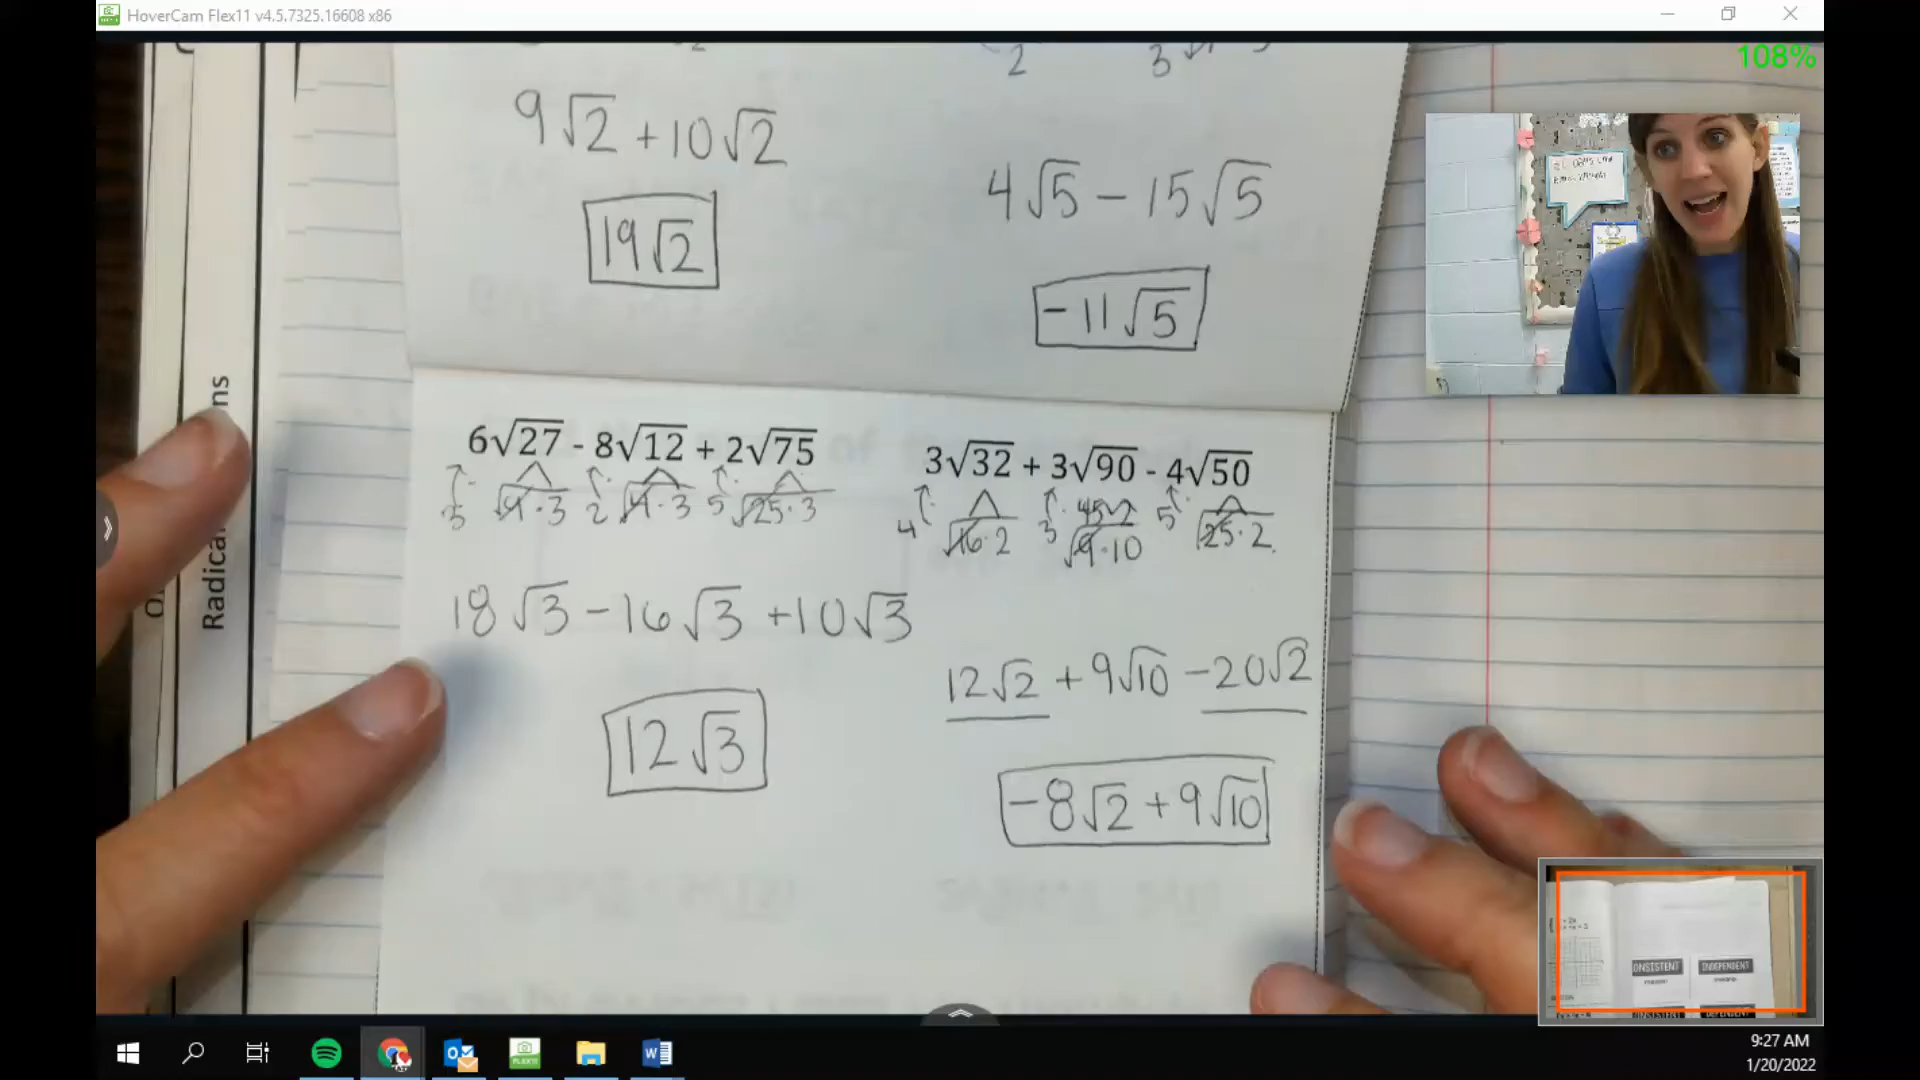 HoverCam Flex11 v4.5.7325.16608 x86
108%
9√2 + 10√2
19√2
4√5 - 15√5
-11√5
6√27 - 8√12 + 2√75
3 √9·3 2 √4·3 5 √25·3
18√3 - 16√3 + 10√3
12√3
3√32 + 3√90 - 4√50
45 2
4 √16·2 3 √9·10 5 √25·2
12√2 + 9√10 - 20√2
-8√2 + 9√10
ONSISTENT INDEPENDENT
9:27 AM
1/20/2022